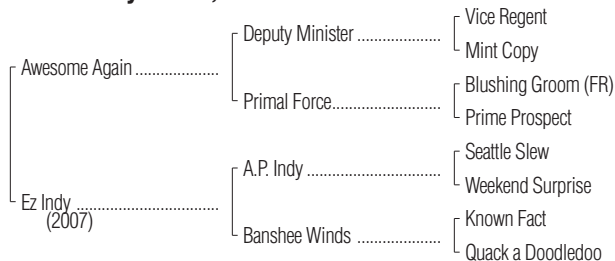 Vice Regent
Deputy Minister ....................
Mint Copy
Awesome Again ....................
Blushing Groom (FR)
Primal Force..........................
Prime Prospect
Seattle Slew
A.P. Indy ................................
Weekend Surprise
Ez Indy ..................................
(2007)
Known Fact
Banshee Winds ....................
Quack a Doodledoo